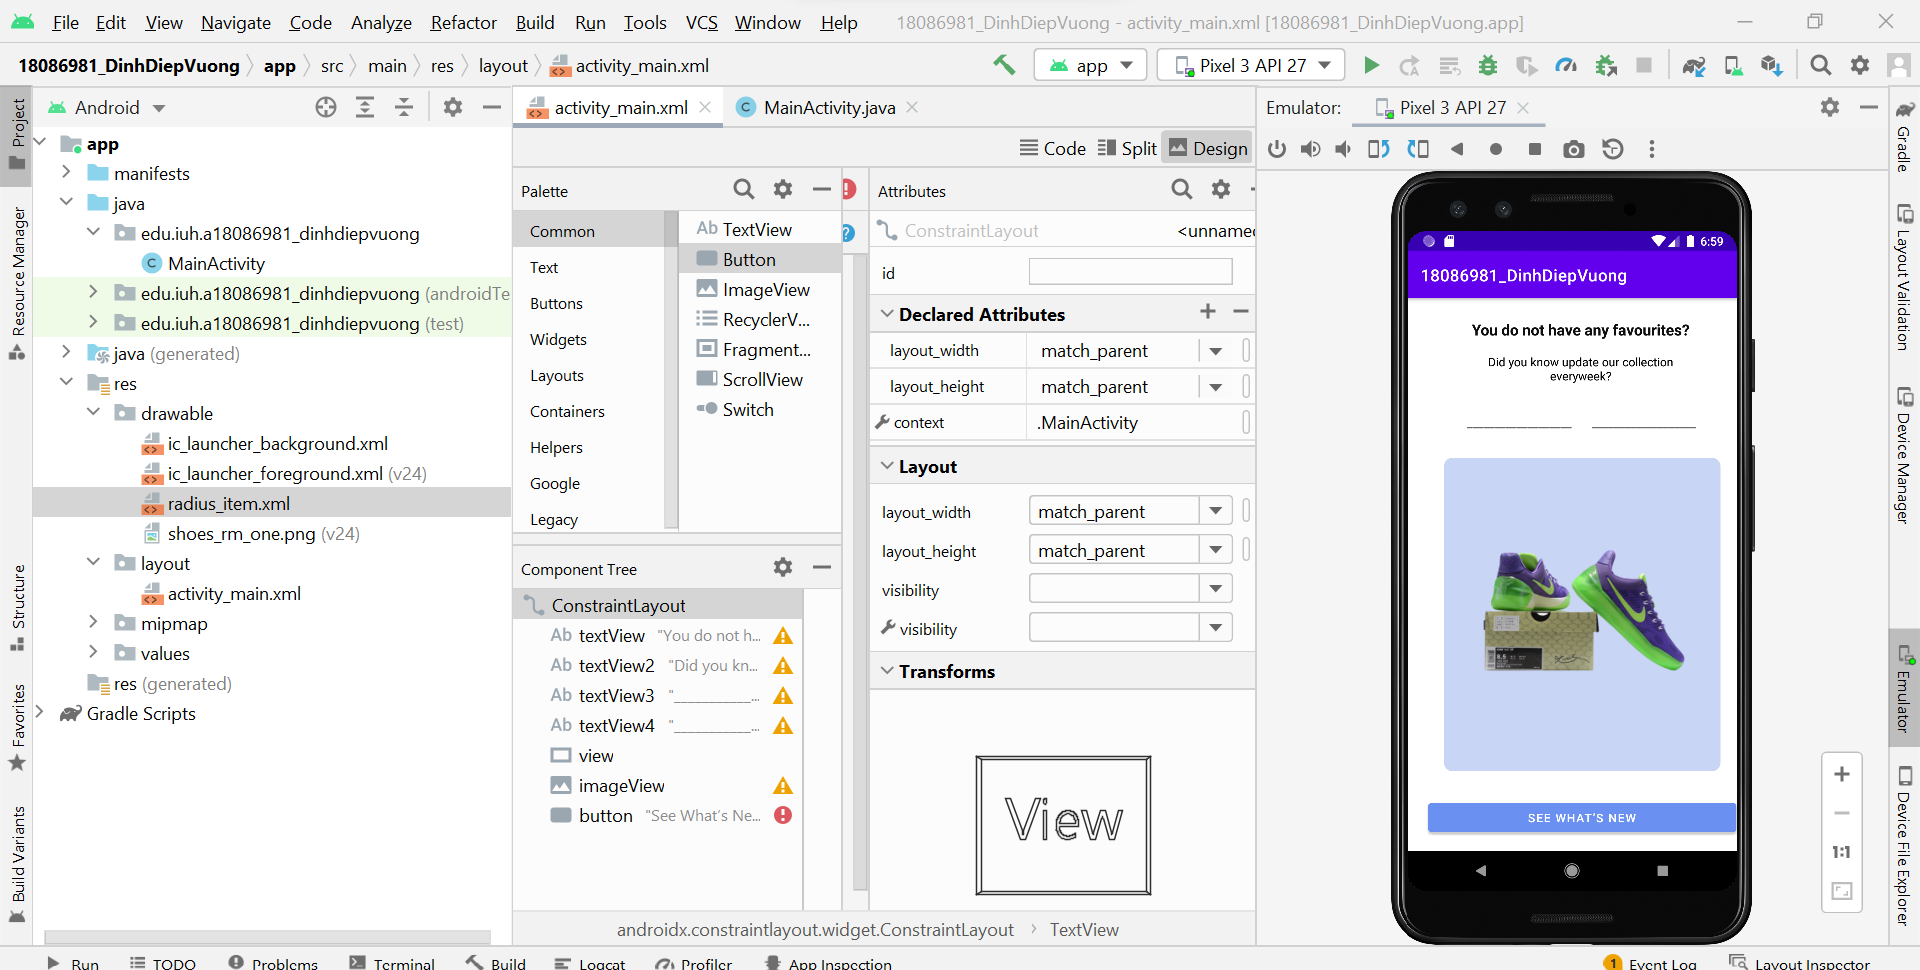 File Edit View Navigate Code Analyze Refactor Build Run Tools VCS Window Help 18086981_DinhDiepVuong - activity_main.xml [18086981_DinhDiepVuong.app]
18086981_DinhDiepVuong app src main res layout activity_main.xml app Pixel 3 API 27
Project
Resource Manager
Structure
Favorites
Build Variants
Android
app
manifests
java
edu.iuh.a18086981_dinhdiepvuong
MainActivity
edu.iuh.a18086981_dinhdiepvuong (androidTe
edu.iuh.a18086981_dinhdiepvuong (test)
java (generated)
res
drawable
ic_launcher_background.xml
ic_launcher_foreground.xml (v24)
radius_item.xml
shoes_rm_one.png (v24)
layout
activity_main.xml
mipmap
values
res (generated)
Gradle Scripts
activity_main.xml MainActivity.java
Code Split Design
Palette
Common
Text
Buttons
Widgets
Layouts
Containers
Helpers
Google
Legacy
Ab TextView
Button
ImageView
RecyclerV...
Fragment...
ScrollView
Switch
Component Tree
ConstraintLayout
Ab textView "You do not h...
Ab textView2 "Did you kn...
Ab textView3 "___________...
Ab textView4 "___________...
view
imageView
button "See What's Ne...
Attributes
ConstraintLayout <unnamed
id
Declared Attributes
layout_width match_parent
layout_height match_parent
context .MainActivity
Layout
layout_width match_parent
layout_height match_parent
visibility
visibility
Transforms
View
androidx.constraintlayout.widget.ConstraintLayout TextView
Emulator: Pixel 3 API 27
6:59
18086981_DinhDiepVuong
You do not have any favourites?
Did you know update our collection
everyweek?
SEE WHAT'S NEW
1:1
Gradle
Layout Validation
Device Manager
Emulator
Device File Explorer
Run TODO Problems Terminal Build Logcat Profiler App Inspection 1 Event Log Layout Inspector